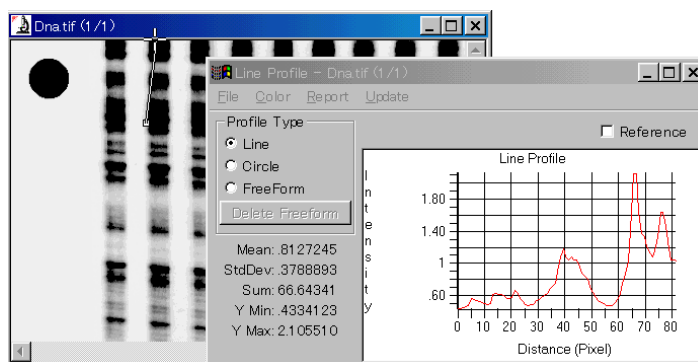 Dna.tif (1/1)
Line Profile - Dna.tif (1/1)
File Color Report Update
Profile Type
Line
Circle
FreeForm
Delete Freeform
Reference
Mean: .8127245
StdDev: .3788893
Sum: 66.64341
Y Min: .4334123
Y Max: 2.105510
Line Profile
Intensity
1.80
1.40
1
.60
0 10 20 30 40 50 60 70 80
Distance (Pixel)